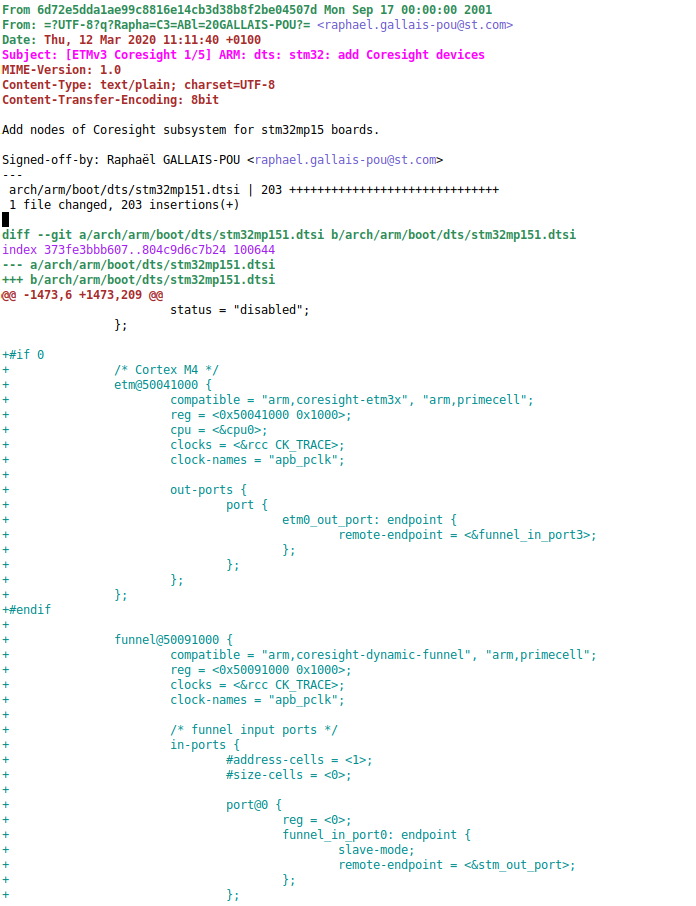 From 6d72e5dda1ae99c8816e14cb3d38b8f2be04507d Mon Sep 17 00:00:00 2001
From: =?UTF-8?q?Rapha=C3=ABl=20GALLAIS-POU?= <raphael.gallais-pou@st.com>
Date: Thu, 12 Mar 2020 11:11:40 +0100
Subject: [ETMv3 Coresight 1/5] ARM: dts: stm32: add Coresight devices
MIME-Version: 1.0
Content-Type: text/plain; charset=UTF-8
Content-Transfer-Encoding: 8bit

Add nodes of Coresight subsystem for stm32mp15 boards.

Signed-off-by: Raphaël GALLAIS-POU <raphael.gallais-pou@st.com>
---
 arch/arm/boot/dts/stm32mp151.dtsi | 203 ++++++++++++++++++++++++++++++
 1 file changed, 203 insertions(+)

diff --git a/arch/arm/boot/dts/stm32mp151.dtsi b/arch/arm/boot/dts/stm32mp151.dtsi
index 373fe3bbb607..804c9d6c7b24 100644
--- a/arch/arm/boot/dts/stm32mp151.dtsi
+++ b/arch/arm/boot/dts/stm32mp151.dtsi
@@ -1473,6 +1473,209 @@
 			status = "disabled";
 		};

+#if 0
+		/* Cortex M4 */
+		etm@50041000 {
+			compatible = "arm,coresight-etm3x", "arm,primecell";
+			reg = <0x50041000 0x1000>;
+			cpu = <&cpu0>;
+			clocks = <&rcc CK_TRACE>;
+			clock-names = "apb_pclk";
+
+			out-ports {
+				port {
+					etm0_out_port: endpoint {
+						remote-endpoint = <&funnel_in_port3>;
+					};
+				};
+			};
+		};
+#endif
+
+		funnel@50091000 {
+			compatible = "arm,coresight-dynamic-funnel", "arm,primecell";
+			reg = <0x50091000 0x1000>;
+			clocks = <&rcc CK_TRACE>;
+			clock-names = "apb_pclk";
+
+			/* funnel input ports */
+			in-ports {
+				#address-cells = <1>;
+				#size-cells = <0>;
+
+				port@0 {
+					reg = <0>;
+					funnel_in_port0: endpoint {
+						slave-mode;
+						remote-endpoint = <&stm_out_port>;
+					};
+				};